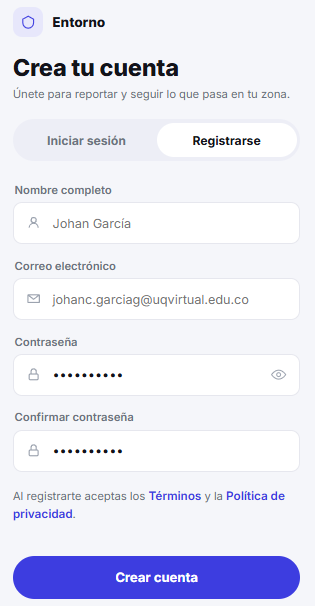 Entorno
Crea tu cuenta
Únete para reportar y seguir lo que pasa en tu zona.
Iniciar sesión
Registrarse
Nombre completo
Johan García
Correo electrónico
johanc.garciag@uqvirtual.edu.co
Contraseña
••••••••••
Confirmar contraseña
••••••••••
Al registrarte aceptas los Términos y la Política de
privacidad.
Crear cuenta